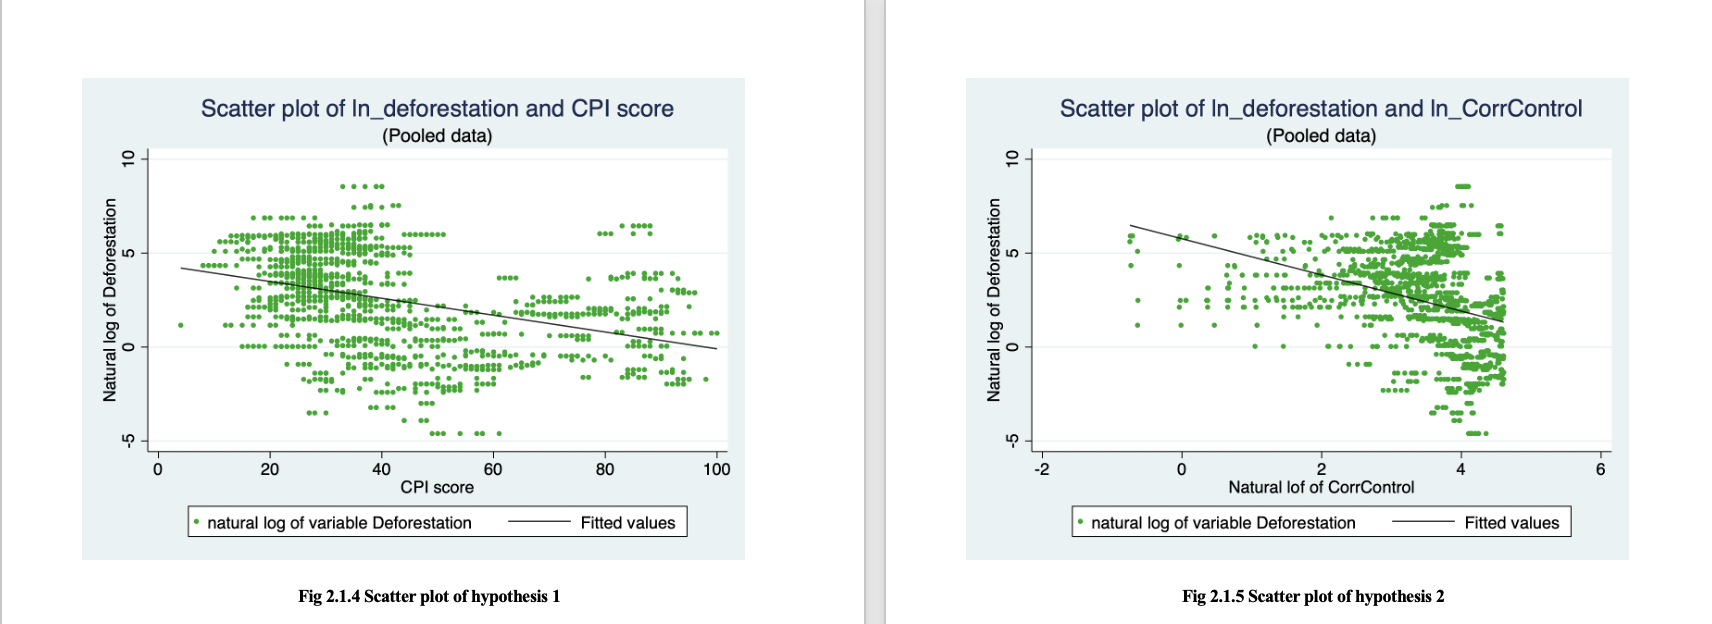 Scatter plot of ln_deforestation and CPI score
(Pooled data)
10
5
0
-5
Natural log of Deforestation
0 20 40 60 80 100
CPI score
natural log of variable Deforestation Fitted values
Fig 2.1.4 Scatter plot of hypothesis 1
Scatter plot of ln_deforestation and ln_CorrControl
(Pooled data)
10
5
0
-5
Natural log of Deforestation
-2 0 2 4 6
Natural lof of CorrControl
natural log of variable Deforestation Fitted values
Fig 2.1.5 Scatter plot of hypothesis 2